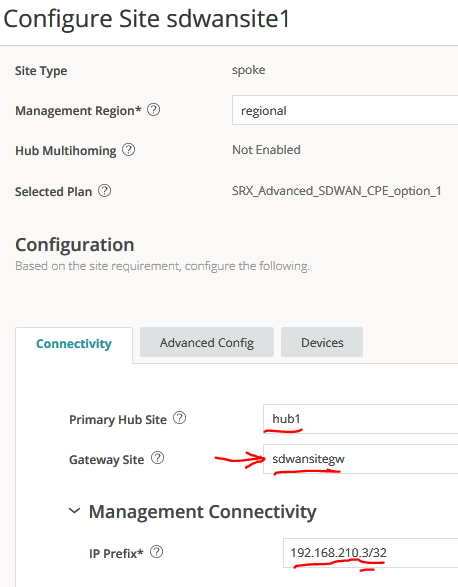 Configure Site sdwansite1
Site Type spoke
Management Region* ? regional
Hub Multihoming ? Not Enabled
Selected Plan ? SRX_Advanced_SDWAN_CPE_option_1
Configuration
Based on the site requirement, configure the following.
Connectivity Advanced Config Devices
Primary Hub Site ? hub1
Gateway Site ? sdwansitegw
Management Connectivity
IP Prefix* ? 192.168.210.3/32